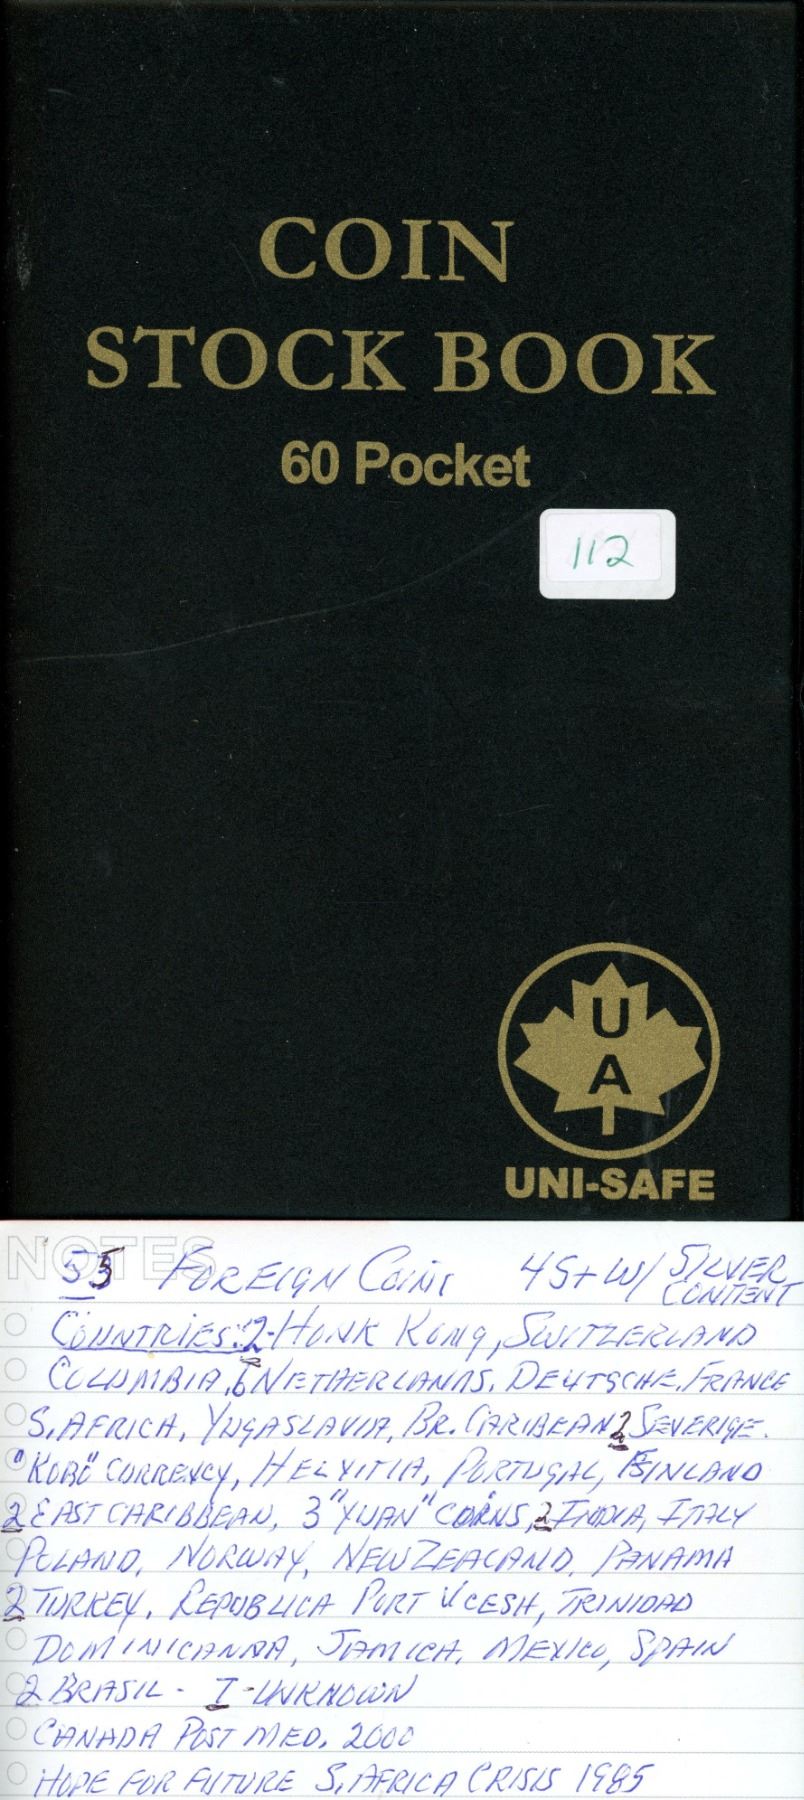 COIN
STOCK BOOK
60 Pocket
112
U
A
UNI-SAFE
NOTES
55 FOREIGN COINS 4 St W/ SILVER CONTENT
COUNTRIES: 2-HONK KONG, SWITZERLAND
COLUMBIA, 6 NETHERLANDS, DEUTSCHE, FRANCE
S. AFRICA, YUGASLAVIA, BR. CARIBEAN 2 SEVERIGE.
"KOBO" CURRENCY, HELVITIA, PORTUGAL, FINLAND
2 EAST CARIBBEAN, 3 "YUAN" COINS, 2 INDIA, ITALY
POLAND, NORWAY, NEW ZEALAND, PANAMA
2 TURKEY, REPUBLICA PORT, TRINIDAD
DOMINICANNA, JAMICA, MEXICO, SPAIN
2 BRASIL - 1-UNKNOWN
CANADA POST MED. 2000
HOPE FOR FUTURE S. AFRICA CRISIS 1985